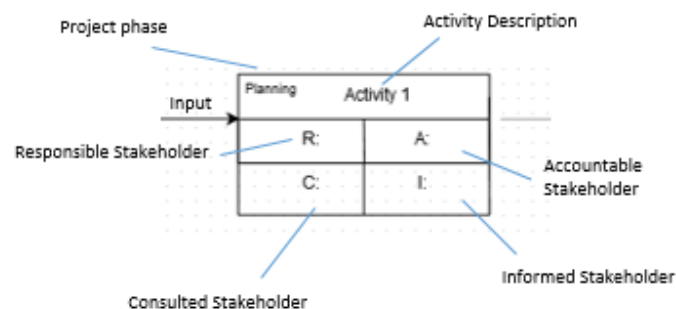 Activity Description
Project phase
Planning
Activity 1
Input
R:
A:
Responsible Stakeholder
Accountable
Stakeholder
C:
I:
Informed Stakeholder
Consulted Stakeholder